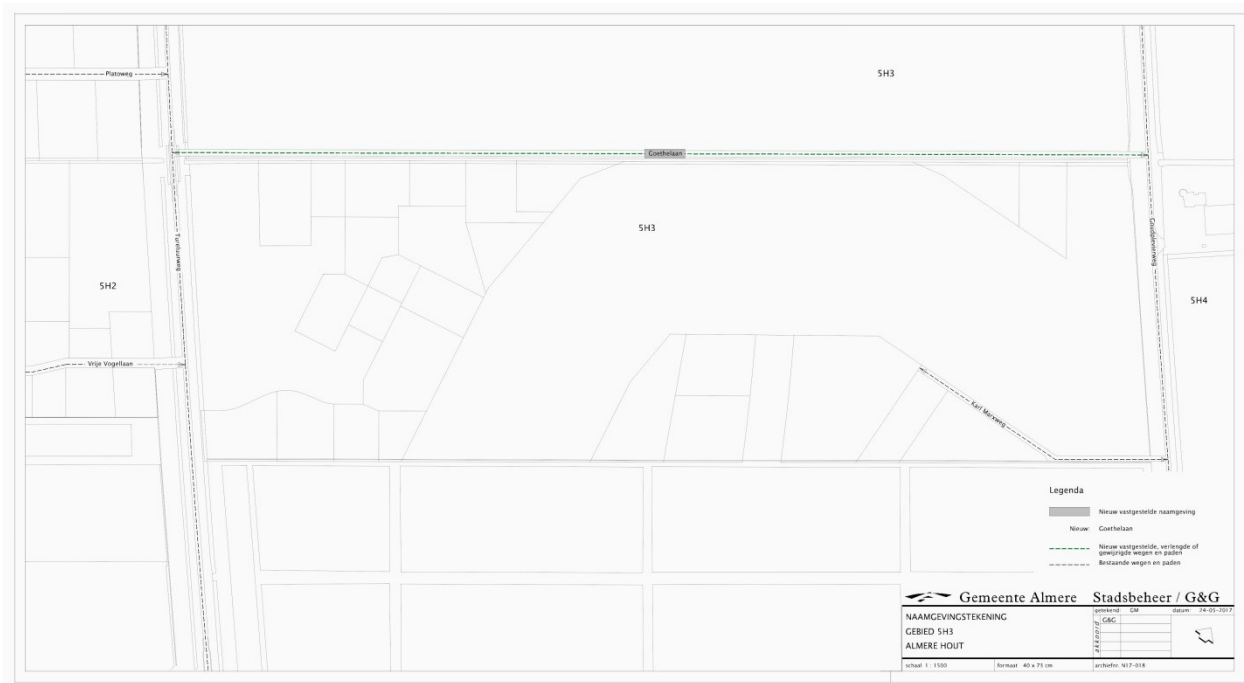 Platoweg
5H3
Goethelaan
5H3
Tureluurweg
Goudplevierweg
5H2
5H4
Vrije Vogellaan
Karl Marxweg
Legenda
Nieuw vastgestelde naamgeving
Nieuw: Goethelaan
Nieuw vastgestelde, verlengde of
gewijzigde wegen en paden
Bestaande wegen en paden
Gemeente Almere Stadsbeheer / G&G
NAAMGEVINGSTEKENING
GEBIED 5H3
ALMERE HOUT
getekend: GM datum: 24-05-2017
akkoord
G&G
schaal 1 : 1500 formaat 40 x 75 cm archiefnr. N17-018